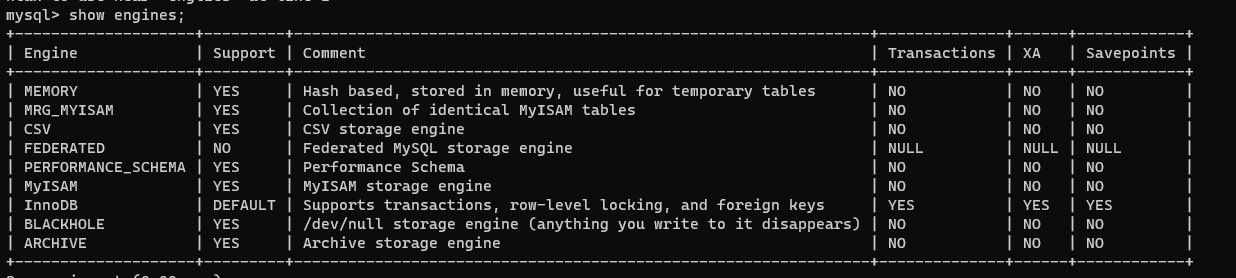 mysql> show engines;
| Engine | Support | Comment | Transactions | XA | Savepoints |
| MEMORY | YES | Hash based, stored in memory, useful for temporary tables | NO | NO | NO |
| MRG_MYISAM | YES | Collection of identical MyISAM tables | NO | NO | NO |
| CSV | YES | CSV storage engine | NO | NO | NO |
| FEDERATED | NO | Federated MySQL storage engine | NULL | NULL | NULL |
| PERFORMANCE_SCHEMA | YES | Performance Schema | NO | NO | NO |
| MyISAM | YES | MyISAM storage engine | NO | NO | NO |
| InnoDB | DEFAULT | Supports transactions, row-level locking, and foreign keys | YES | YES | YES |
| BLACKHOLE | YES | /dev/null storage engine (anything you write to it disappears) | NO | NO | NO |
| ARCHIVE | YES | Archive storage engine | NO | NO | NO |